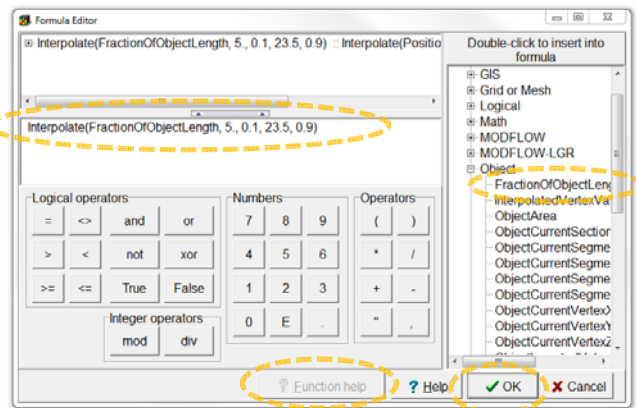 Formula Editor
Interpolate(FractionOfObjectLength, 5., 0.1, 23.5, 0.9) :: Interpolate(Positio
Interpolate(FractionOfObjectLength, 5., 0.1, 23.5, 0.9)
Logical operators
= <> and or
> < not xor
>= <= True False
Integer operators
mod div
Numbers
7 8 9
4 5 6
1 2 3
0 E .
Operators
( )
* /
+ -
" ,
Double-click to insert into
formula
GIS
Grid or Mesh
Logical
Math
MODFLOW
MODFLOW-LGR
Object
FractionOfObjectLeng
InterpolatedVertexVa
ObjectArea
ObjectCurrentSection
ObjectCurrentSegme
ObjectCurrentSegme
ObjectCurrentSegme
ObjectCurrentSegme
ObjectCurrentVertexX
ObjectCurrentVertexY
ObjectCurrentVertexZ
? Function help
? Help
OK
Cancel